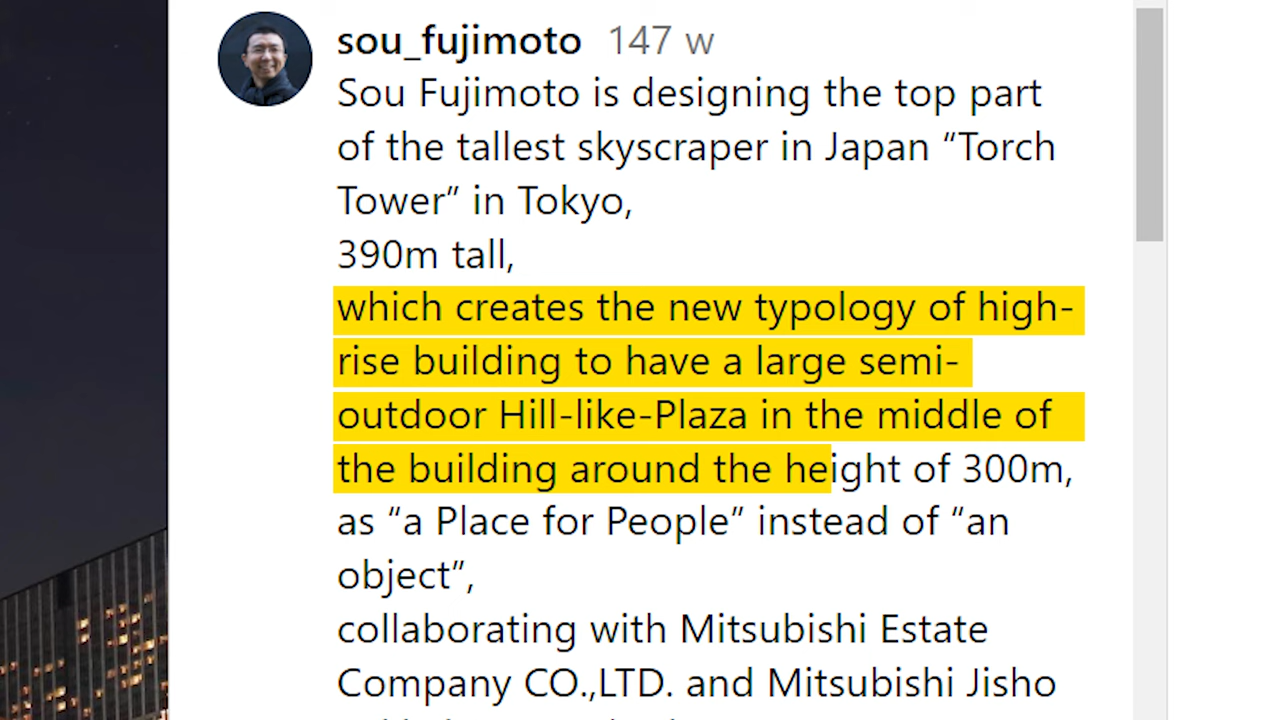 sou_fujimoto 147 w
Sou Fujimoto is designing the top part
of the tallest skyscraper in Japan “Torch
Tower” in Tokyo,
390m tall,
which creates the new typology of high-
rise building to have a large semi-
outdoor Hill-like-Plaza in the middle of
the building around the height of 300m,
as “a Place for People” instead of “an
object”,
collaborating with Mitsubishi Estate
Company CO.,LTD. and Mitsubishi Jisho